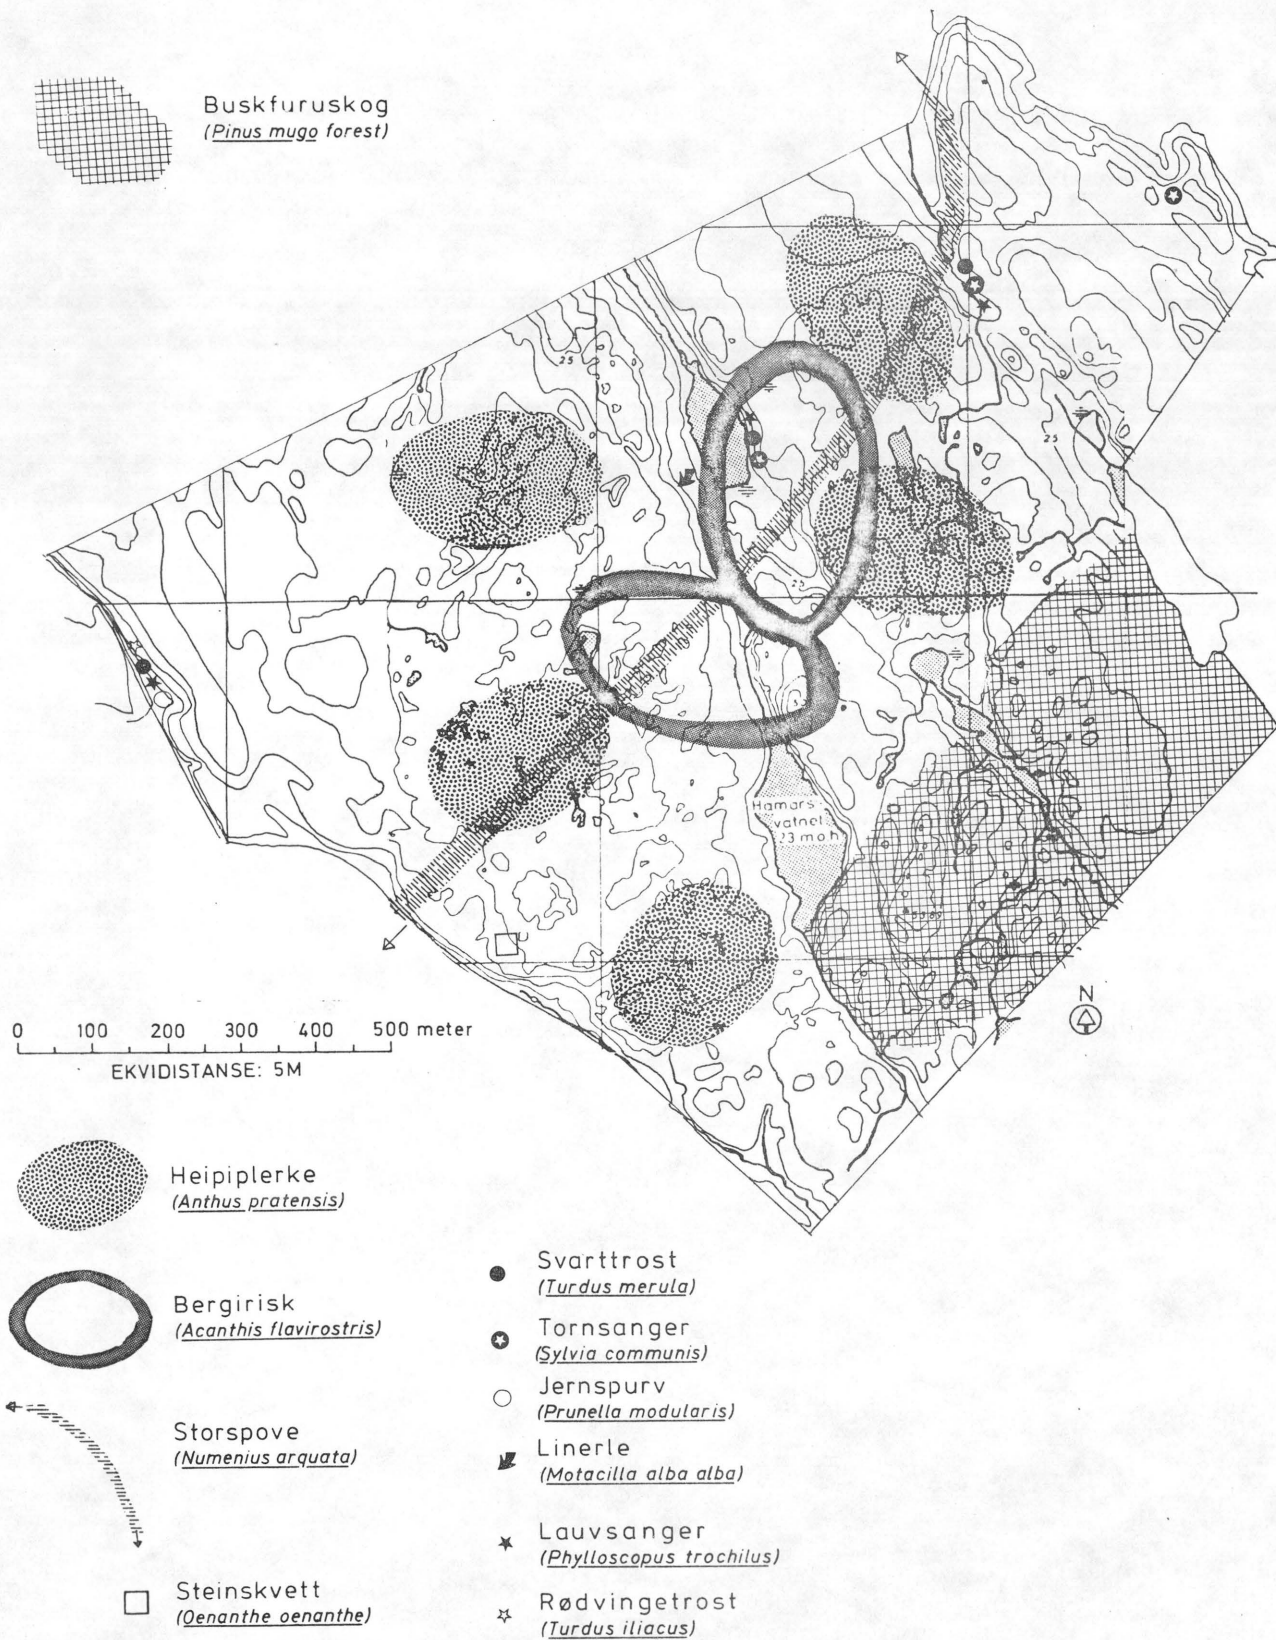 Buskfuruskog
(Pinus mugo forest)
25
25
25
Hamars-
vatnet
23 m o h
N
0 100 200 300 400 500 meter
EKVIDISTANSE: 5M
Heipiplerke
(Anthus pratensis)
Bergirisk
(Acanthis flavirostris)
Storspove
(Numenius arquata)
Steinskvett
(Oenanthe oenanthe)
Svarttrost
(Turdus merula)
Tornsanger
(Sylvia communis)
Jernspurv
(Prunella modularis)
Linerle
(Motacilla alba alba)
Lauvsanger
(Phylloscopus trochilus)
Rødvingetrost
(Turdus iliacus)